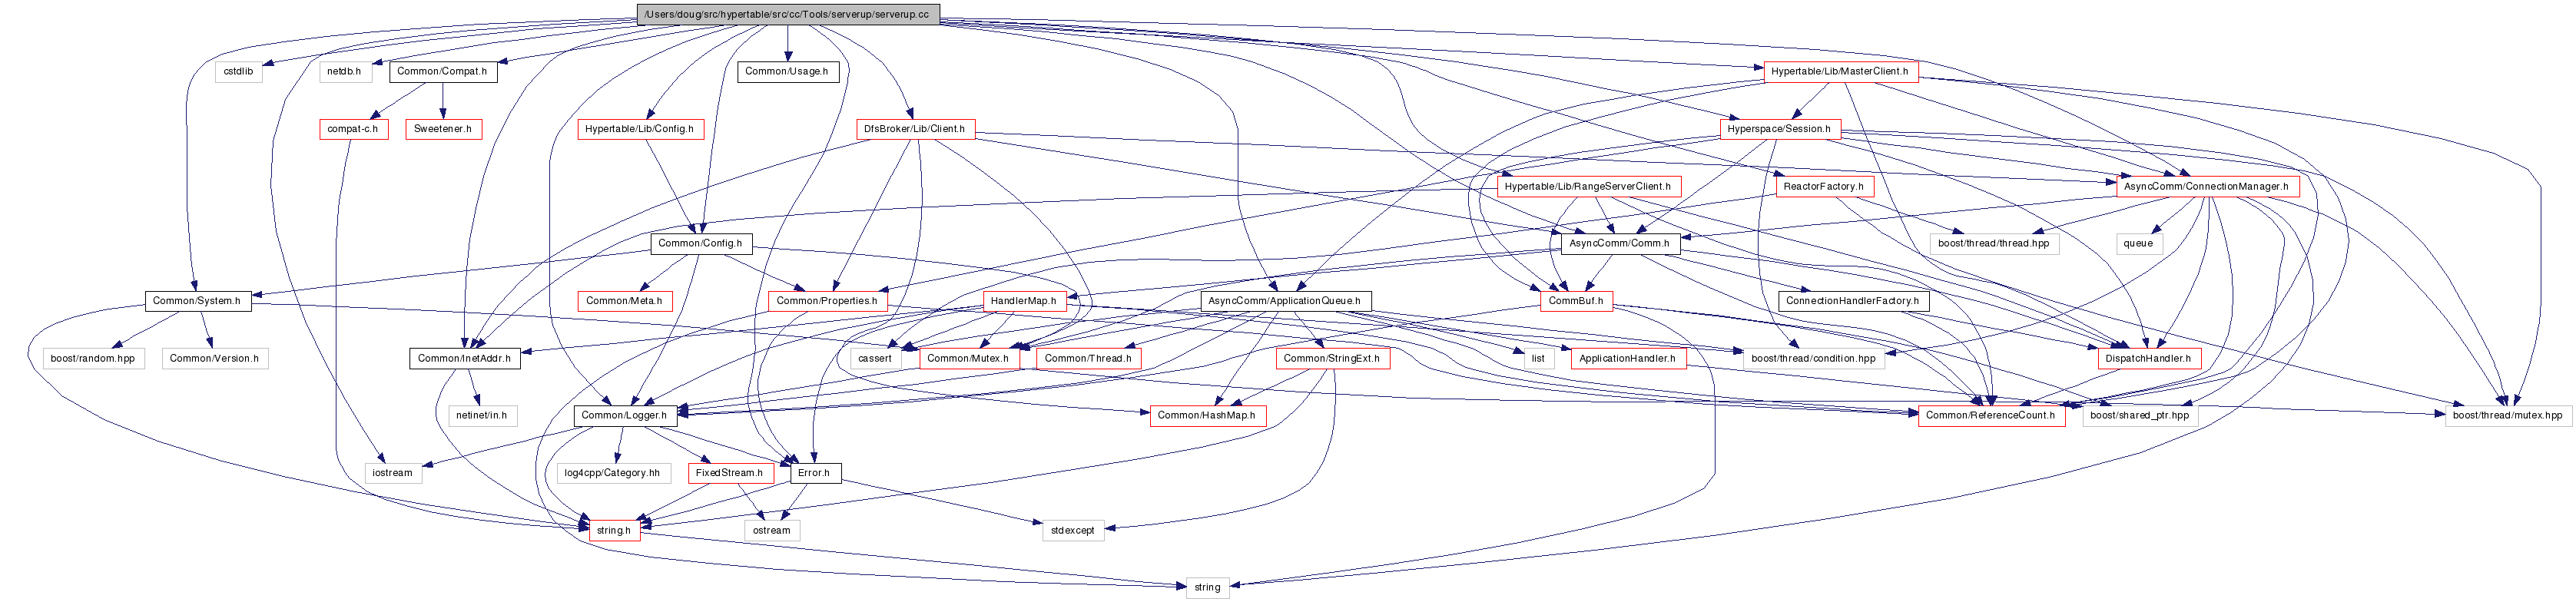 /Users/doug/src/hypertable/src/cc/Tools/serverup/serverup.cc
cstdlib
netdb.h
Common/Compat.h
Common/Usage.h
Hypertable/Lib/MasterClient.h
compat-c.h
Sweetener.h
Hypertable/Lib/Config.h
DfsBroker/Lib/Client.h
Hyperspace/Session.h
Hypertable/Lib/RangeServerClient.h
ReactorFactory.h
AsyncComm/ConnectionManager.h
Common/Config.h
AsyncComm/Comm.h
boost/thread/thread.hpp
queue
Common/System.h
Common/Meta.h
Common/Properties.h
HandlerMap.h
AsyncComm/ApplicationQueue.h
CommBuf.h
ConnectionHandlerFactory.h
boost/random.hpp
Common/Version.h
Common/InetAddr.h
cassert
Common/Mutex.h
Common/Thread.h
Common/StringExt.h
list
ApplicationHandler.h
boost/thread/condition.hpp
DispatchHandler.h
netinet/in.h
Common/Logger.h
Common/HashMap.h
Common/ReferenceCount.h
boost/shared_ptr.hpp
boost/thread/mutex.hpp
iostream
log4cpp/Category.hh
FixedStream.h
Error.h
string.h
ostream
stdexcept
string